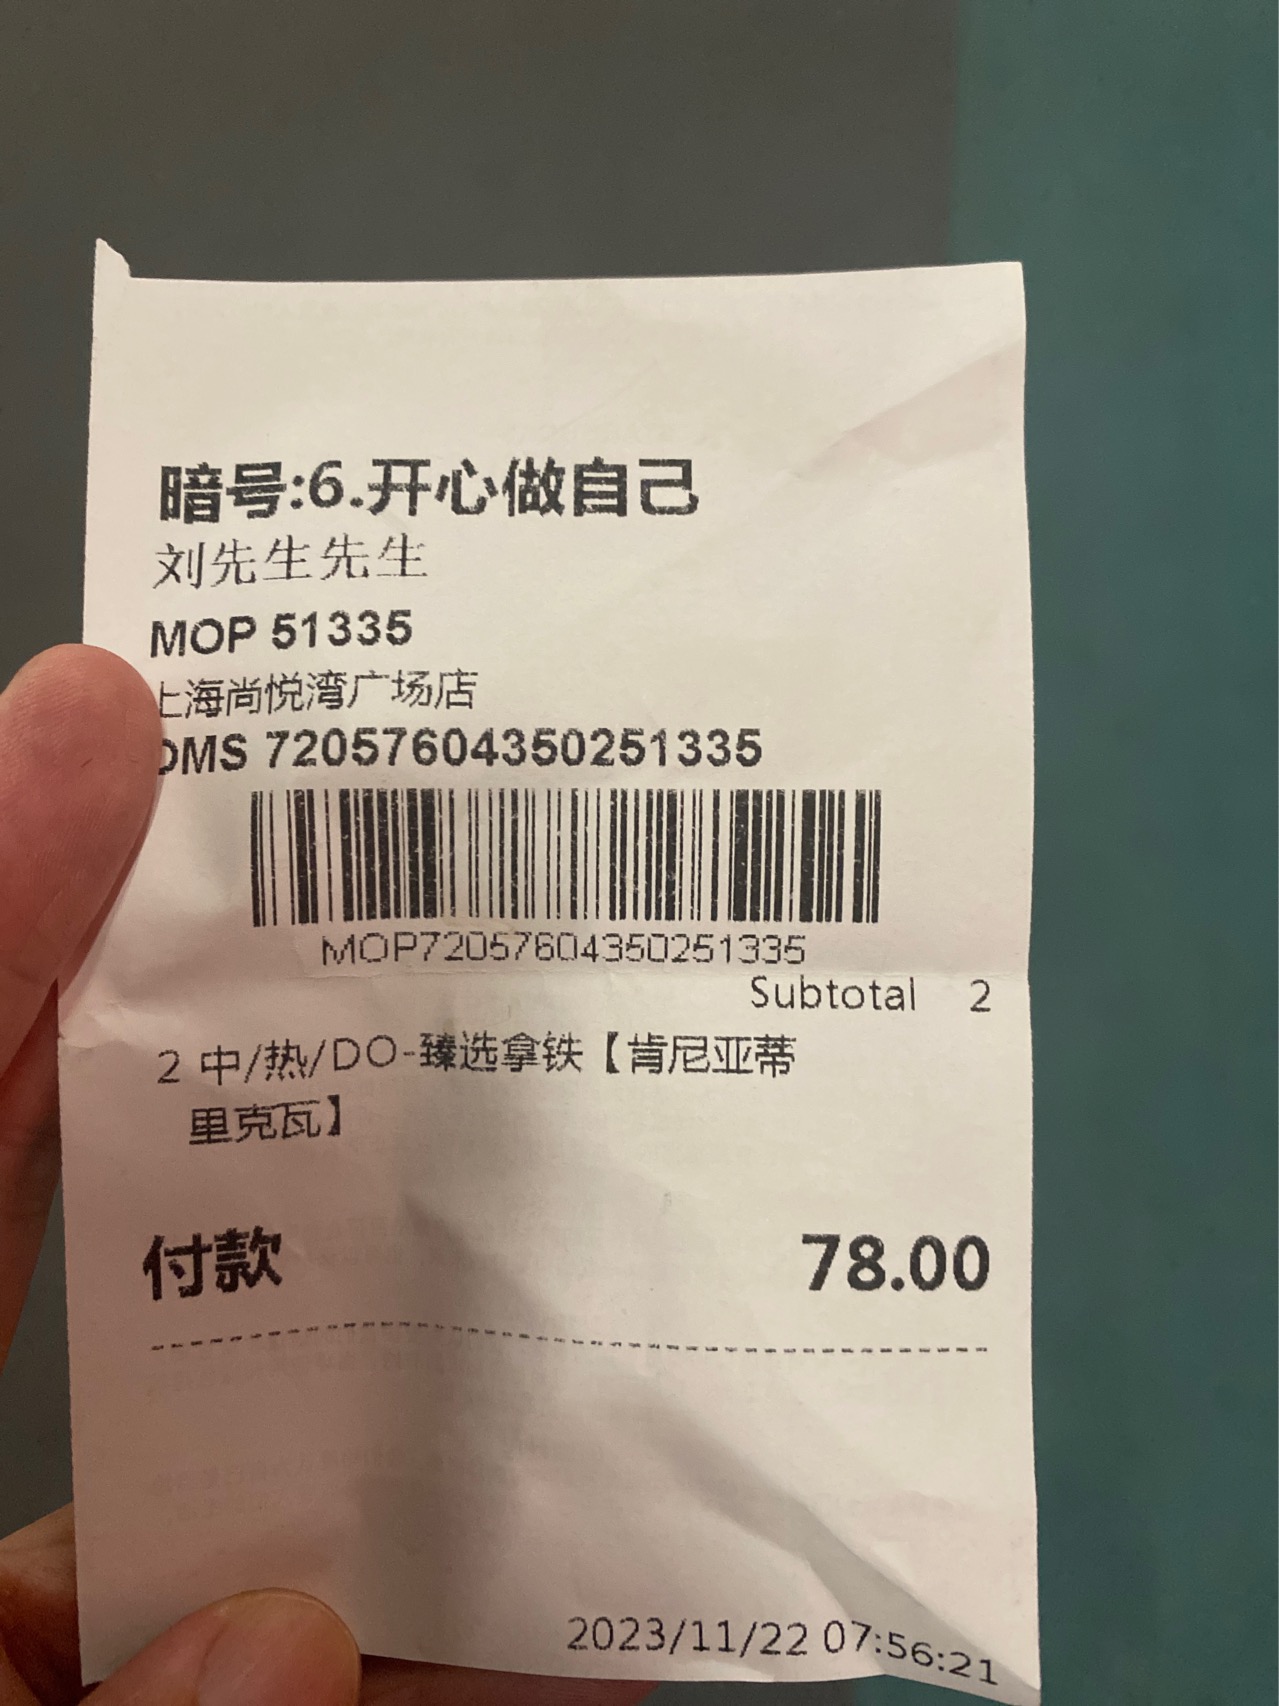 暗号:6.开心做自己
刘先生先生
MOP 51335
上海尚悦湾广场店
OMS 72057604350251335
MOP72057604350251335
Subtotal 2
2 中/热/DO-臻选拿铁【肯尼亚蒂
里克瓦】
付款 78.00
2023/11/22 07:56:21